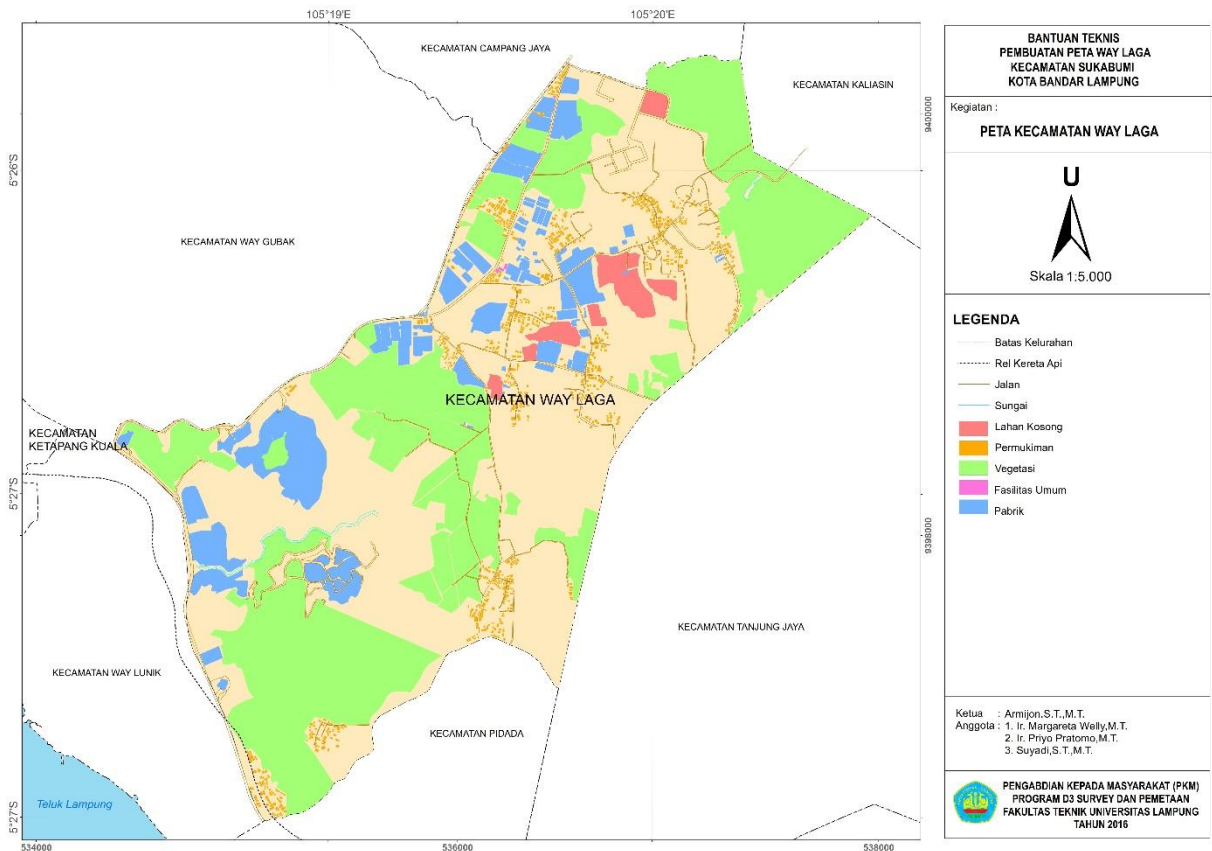 105°19'E
105°20'E
KECAMATAN CAMPANG JAYA
KECAMATAN KALIASIN
9400000
5°26'S
KECAMATAN WAY GUBAK
KECAMATAN WAY LAGA
KECAMATAN
KETAPANG KUALA
5°27'S
9398000
KECAMATAN TANJUNG JAYA
KECAMATAN WAY LUNIK
KECAMATAN PIDADA
Teluk Lampung
5°27'S
534000
536000
538000
BANTUAN TEKNIS
PEMBUATAN PETA WAY LAGA
KECAMATAN SUKABUMI
KOTA BANDAR LAMPUNG
Kegiatan :
PETA KECAMATAN WAY LAGA
U
Skala 1:5.000
LEGENDA
Batas Kelurahan
Rel Kereta Api
Jalan
Sungai
Lahan Kosong
Permukiman
Vegetasi
Fasilitas Umum
Pabrik
Ketua : Armijon,S.T.,M.T.
Anggota : 1. Ir. Margareta Welly,M.T.
2. Ir. Priyo Pratomo,M.T.
3. Suyadi,S.T.,M.T.
PENGABDIAN KEPADA MASYARAKAT (PKM)
PROGRAM D3 SURVEY DAN PEMETAAN
FAKULTAS TEKNIK UNIVERSITAS LAMPUNG
TAHUN 2016